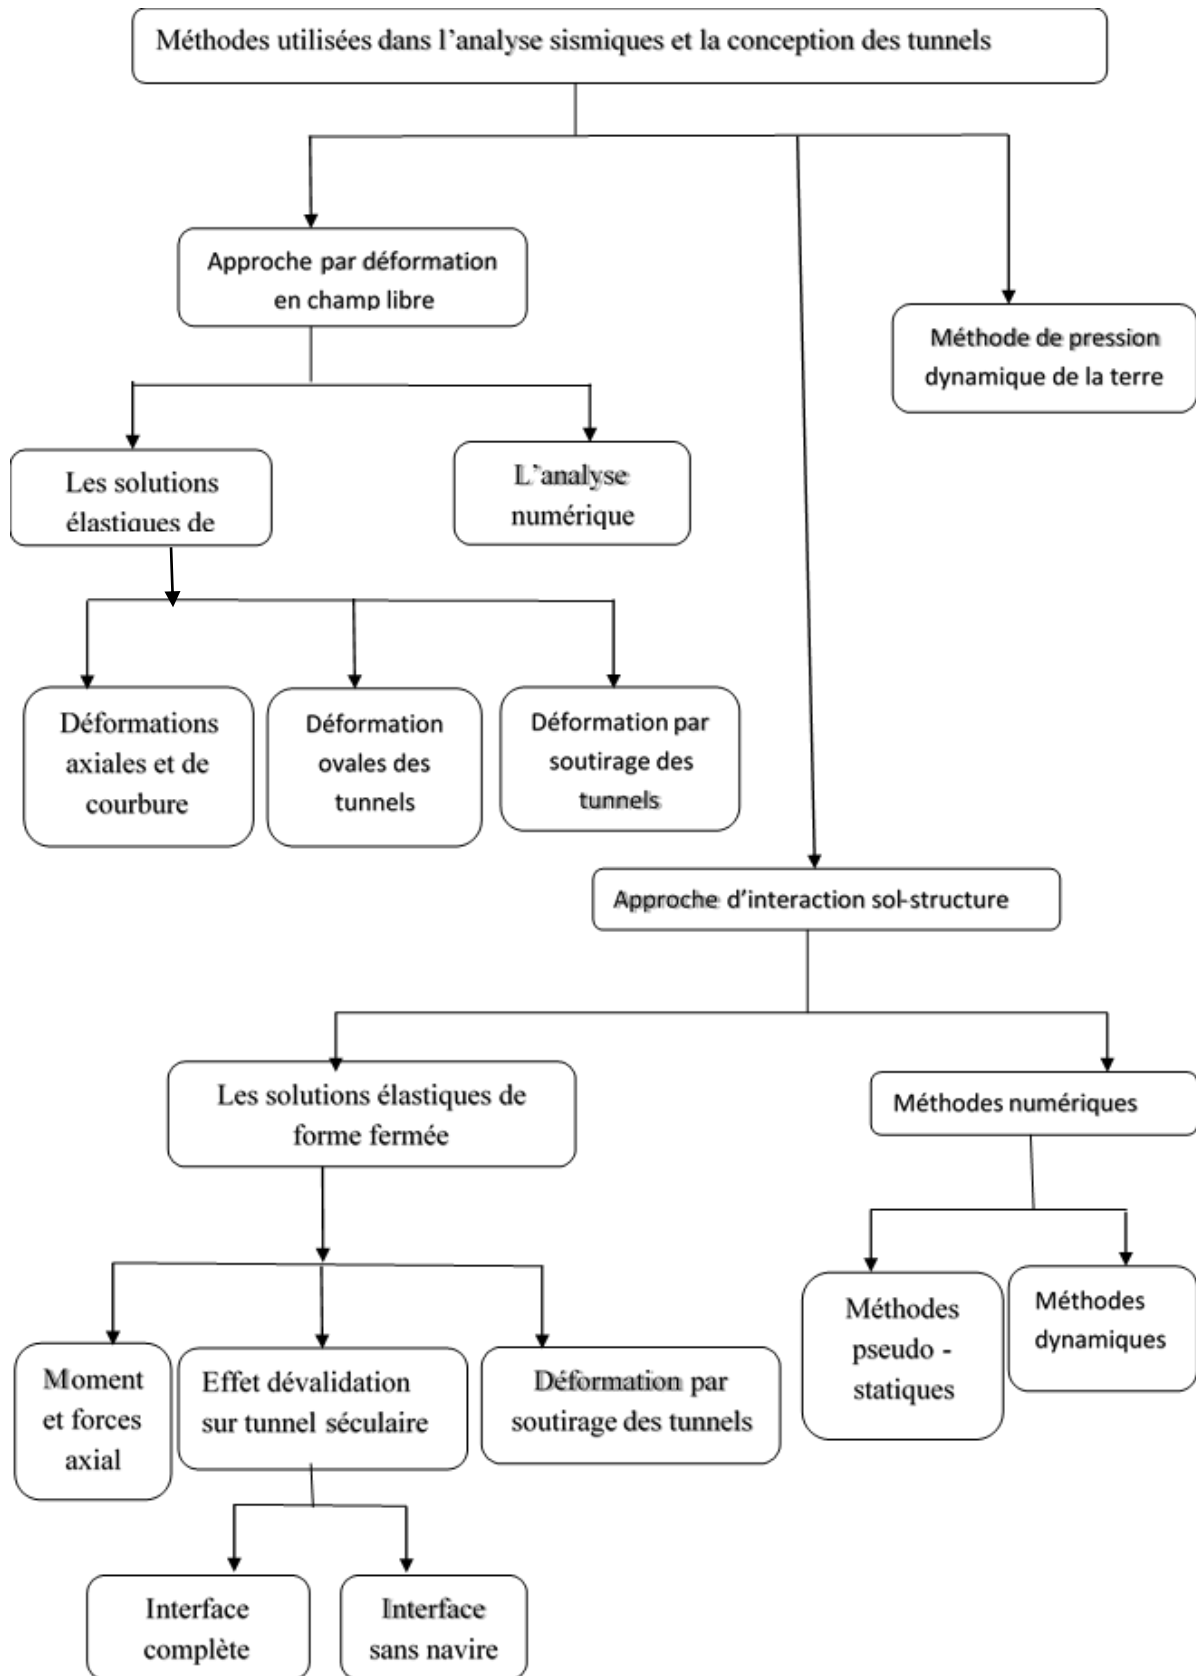 Méthodes utilisées dans l'analyse sismiques et la conception des tunnels
Approche par déformation
en champ libre
Méthode de pression
dynamique de la terre
Les solutions
élastiques de
L'analyse
numérique
Déformations
axiales et de
courbure
Déformation
ovales des
tunnels
Déformation par
soutirage des
tunnels
Approche d'interaction sol-structure
Les solutions élastiques de
forme fermée
Méthodes numériques
Moment
et forces
axial
Effet dévalidation
sur tunnel séculaire
Déformation par
soutirage des tunnels
Méthodes
pseudo -
statiques
Méthodes
dynamiques
Interface
complète
Interface
sans navire